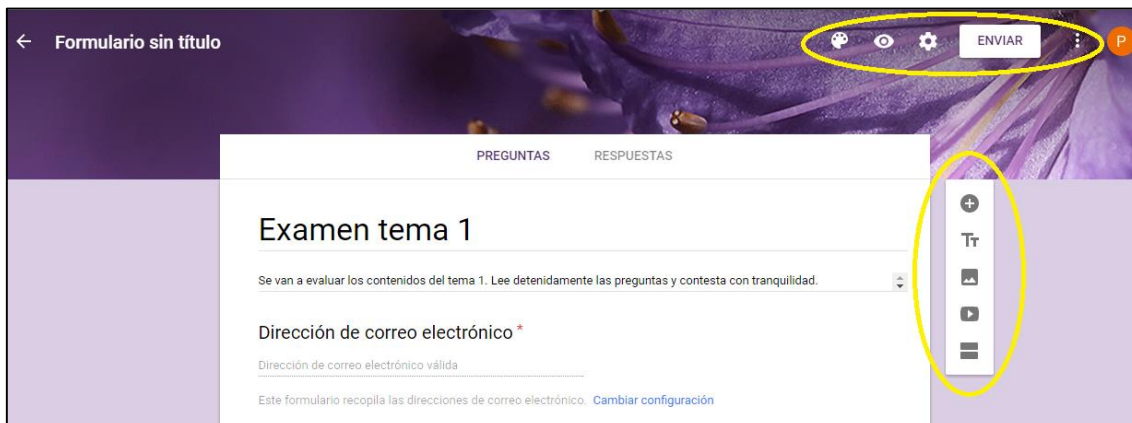 Formulario sin título
ENVIAR
P
PREGUNTAS RESPUESTAS
Examen tema 1
Se van a evaluar los contenidos del tema 1. Lee detenidamente las preguntas y contesta con tranquilidad.
Dirección de correo electrónico *
Dirección de correo electrónico válida
Este formulario recopila las direcciones de correo electrónico. Cambiar configuración
Tт